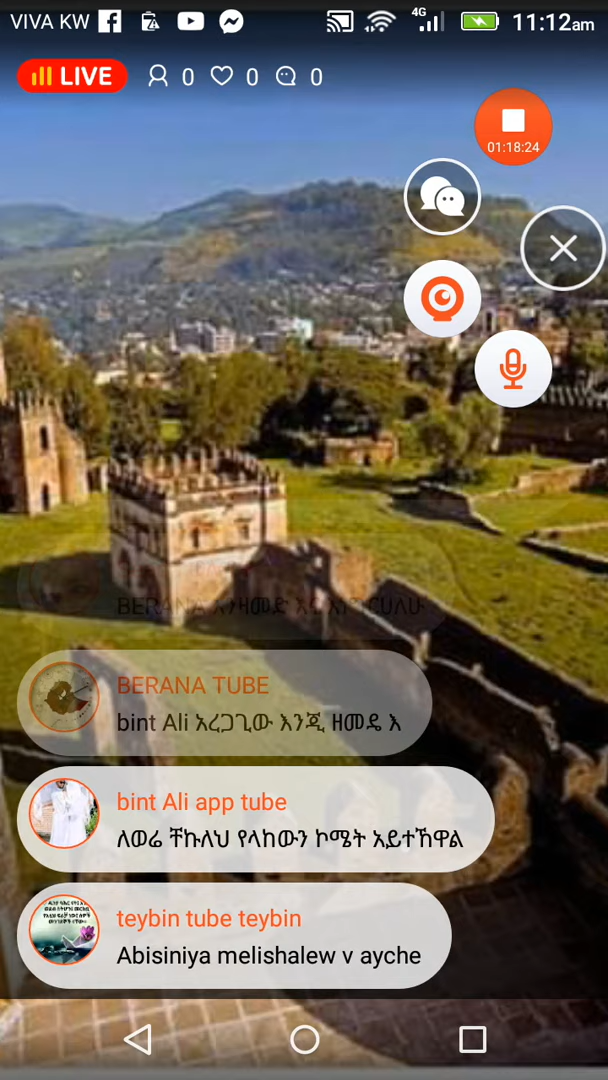 VIVA KW
4G
11:12am
LIVE
0
0
0
01:18:24
BERANA TUBE
bint Ali አረጋጊው እንጂ ዘመዴ እ
bint Ali app tube
ለወሬ ቸኩለህ የላከውን ኮሜት አይተኸዋል
teybin tube teybin
Abisiniya melishalew v ayche